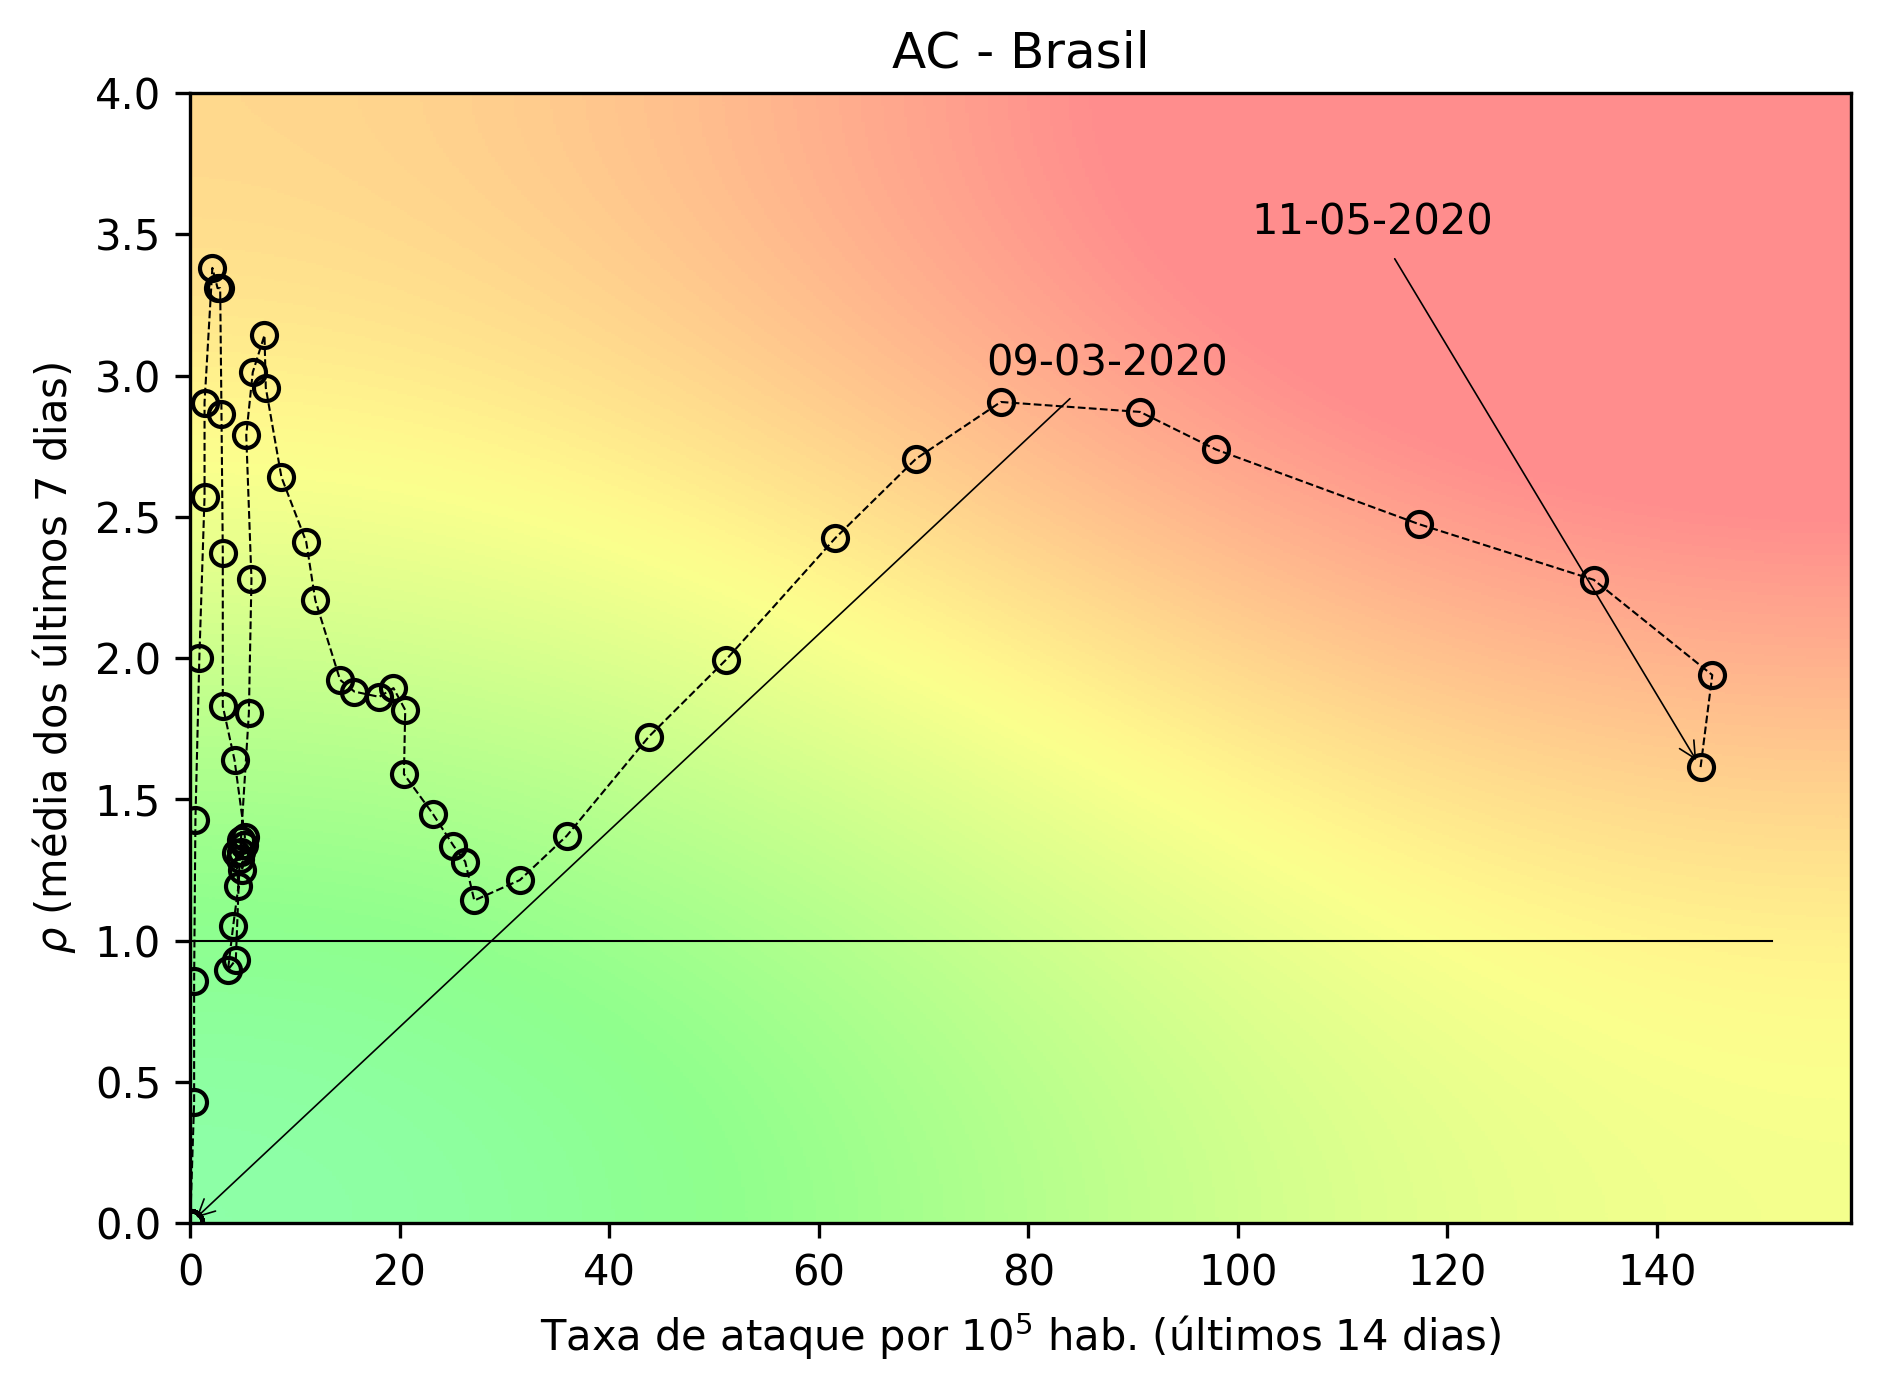 AC - Brasil
4.0
3.5
3.0
2.5
2.0
1.5
1.0
0.5
0.0
ρ (média dos últimos 7 dias)
11-05-2020
09-03-2020
0 20 40 60 80 100 120 140
Taxa de ataque por 10⁵ hab. (últimos 14 dias)